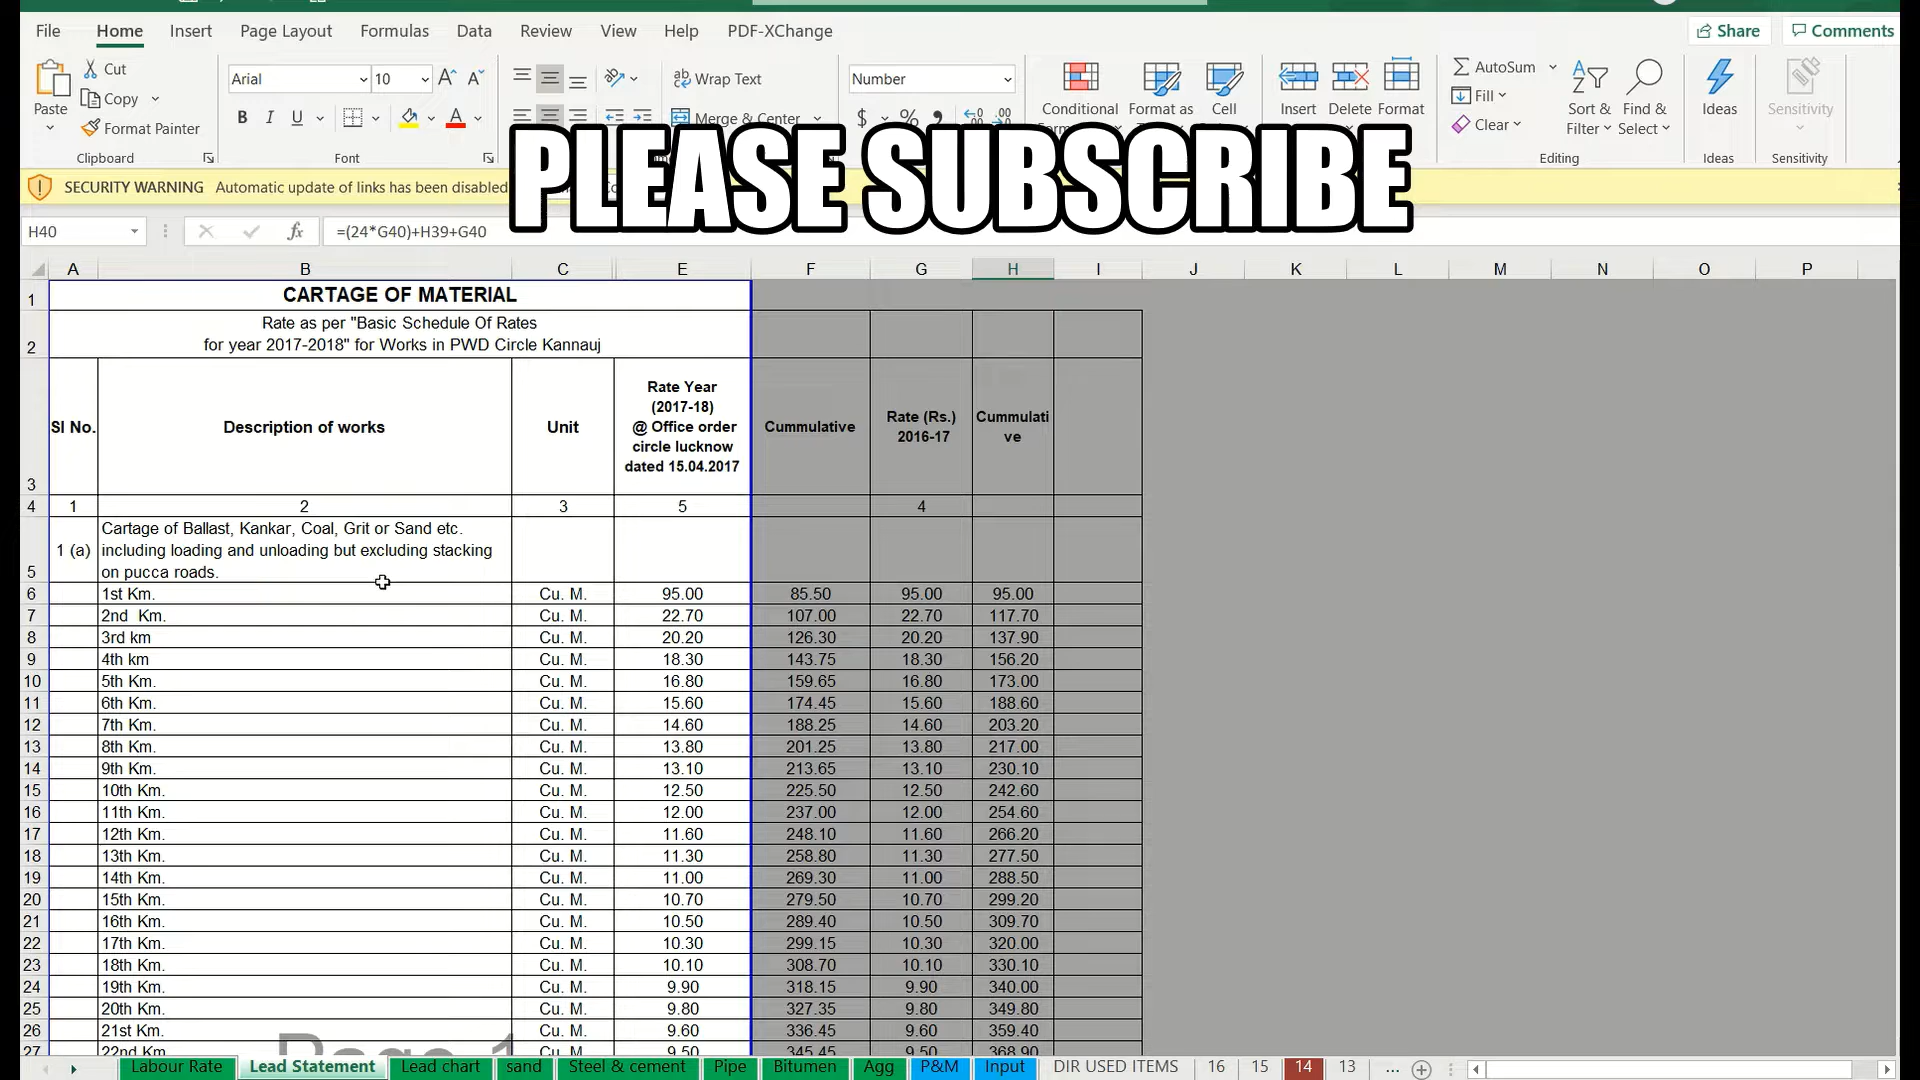 File Home Insert Page Layout Formulas Data Review View Help PDF-XChange Share Comments
Cut Arial 10 Wrap Text Number AutoSum
Paste Copy Fill
Format Painter B I U Merge & Center $ % Conditional Format as Cell Insert Delete Format Clear Sort & Filter Find & Select Ideas Sensitivity
Clipboard Font Editing Ideas Sensitivity
SECURITY WARNING Automatic update of links has been disabled
PLEASE SUBSCRIBE
H40 fx =(24*G40)+H39+G40
A B C E F G H I J K L M N O P
1 CARTAGE OF MATERIAL
Rate as per "Basic Schedule Of Rates
2 for year 2017-2018" for Works in PWD Circle Kannauj
3 Sl No. Description of works Unit Rate Year (2017-18) @ Office order circle lucknow dated 15.04.2017 Cummulative Rate (Rs.) 2016-17 Cummulative
4 1 2 3 5 4
5 1 (a) Cartage of Ballast, Kankar, Coal, Grit or Sand etc.
including loading and unloading but excluding stacking
on pucca roads.
6 1st Km. Cu. M. 95.00 85.50 95.00 95.00
7 2nd Km. Cu. M. 22.70 107.00 22.70 117.70
8 3rd km Cu. M. 20.20 126.30 20.20 137.90
9 4th km Cu. M. 18.30 143.75 18.30 156.20
10 5th Km. Cu. M. 16.80 159.65 16.80 173.00
11 6th Km. Cu. M. 15.60 174.45 15.60 188.60
12 7th Km. Cu. M. 14.60 188.25 14.60 203.20
13 8th Km. Cu. M. 13.80 201.25 13.80 217.00
14 9th Km. Cu. M. 13.10 213.65 13.10 230.10
15 10th Km. Cu. M. 12.50 225.50 12.50 242.60
16 11th Km. Cu. M. 12.00 237.00 12.00 254.60
17 12th Km. Cu. M. 11.60 248.10 11.60 266.20
18 13th Km. Cu. M. 11.30 258.80 11.30 277.50
19 14th Km. Cu. M. 11.00 269.30 11.00 288.50
20 15th Km. Cu. M. 10.70 279.50 10.70 299.20
21 16th Km. Cu. M. 10.50 289.40 10.50 309.70
22 17th Km. Cu. M. 10.30 299.15 10.30 320.00
23 18th Km. Cu. M. 10.10 308.70 10.10 330.10
24 19th Km. Cu. M. 9.90 318.15 9.90 340.00
25 20th Km. Cu. M. 9.80 327.35 9.80 349.80
26 21st Km. Cu. M. 9.60 336.45 9.60 359.40
27 22nd Km. Cu. M. 9.50 345.45 9.50 368.90
Page 1
Labour Rate Lead Statement Lead chart sand Steel & cement Pipe Bitumen Agg P&M Input DIR USED ITEMS 16 15 14 13 ...